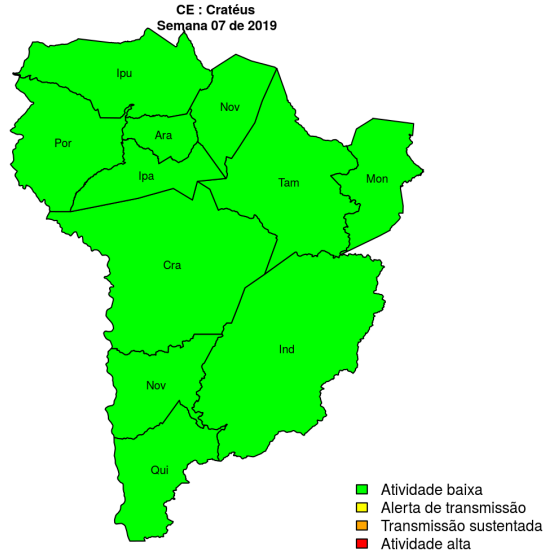 CE : Cratéus
Semana 07 de 2019
Ipu
Nov
Ara
Por
Ipa
Tam
Mon
Cra
Ind
Nov
Qui
Atividade baixa
Alerta de transmissão
Transmissão sustentada
Atividade alta